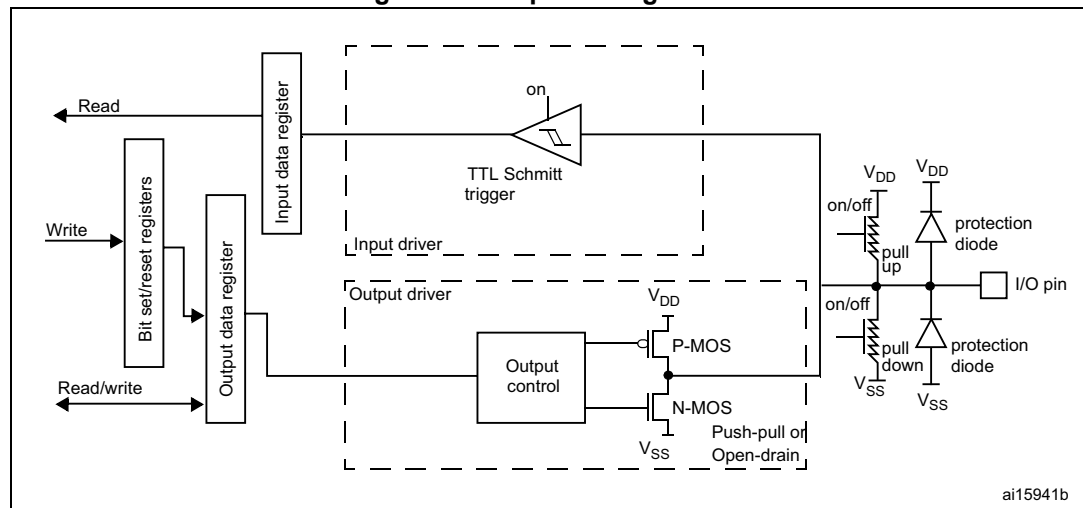 on
Read
Input data register
TTL Schmitt
trigger
Input driver
Write
Bit set/reset registers
Output data register
Read/write
Output driver
VDD
P-MOS
Output
control
N-MOS
VSS
Push-pull or
Open-drain
VDD
VDD
on/off
pull
up
protection
diode
I/O pin
on/off
pull
down
protection
diode
VSS
VSS
ai15941b